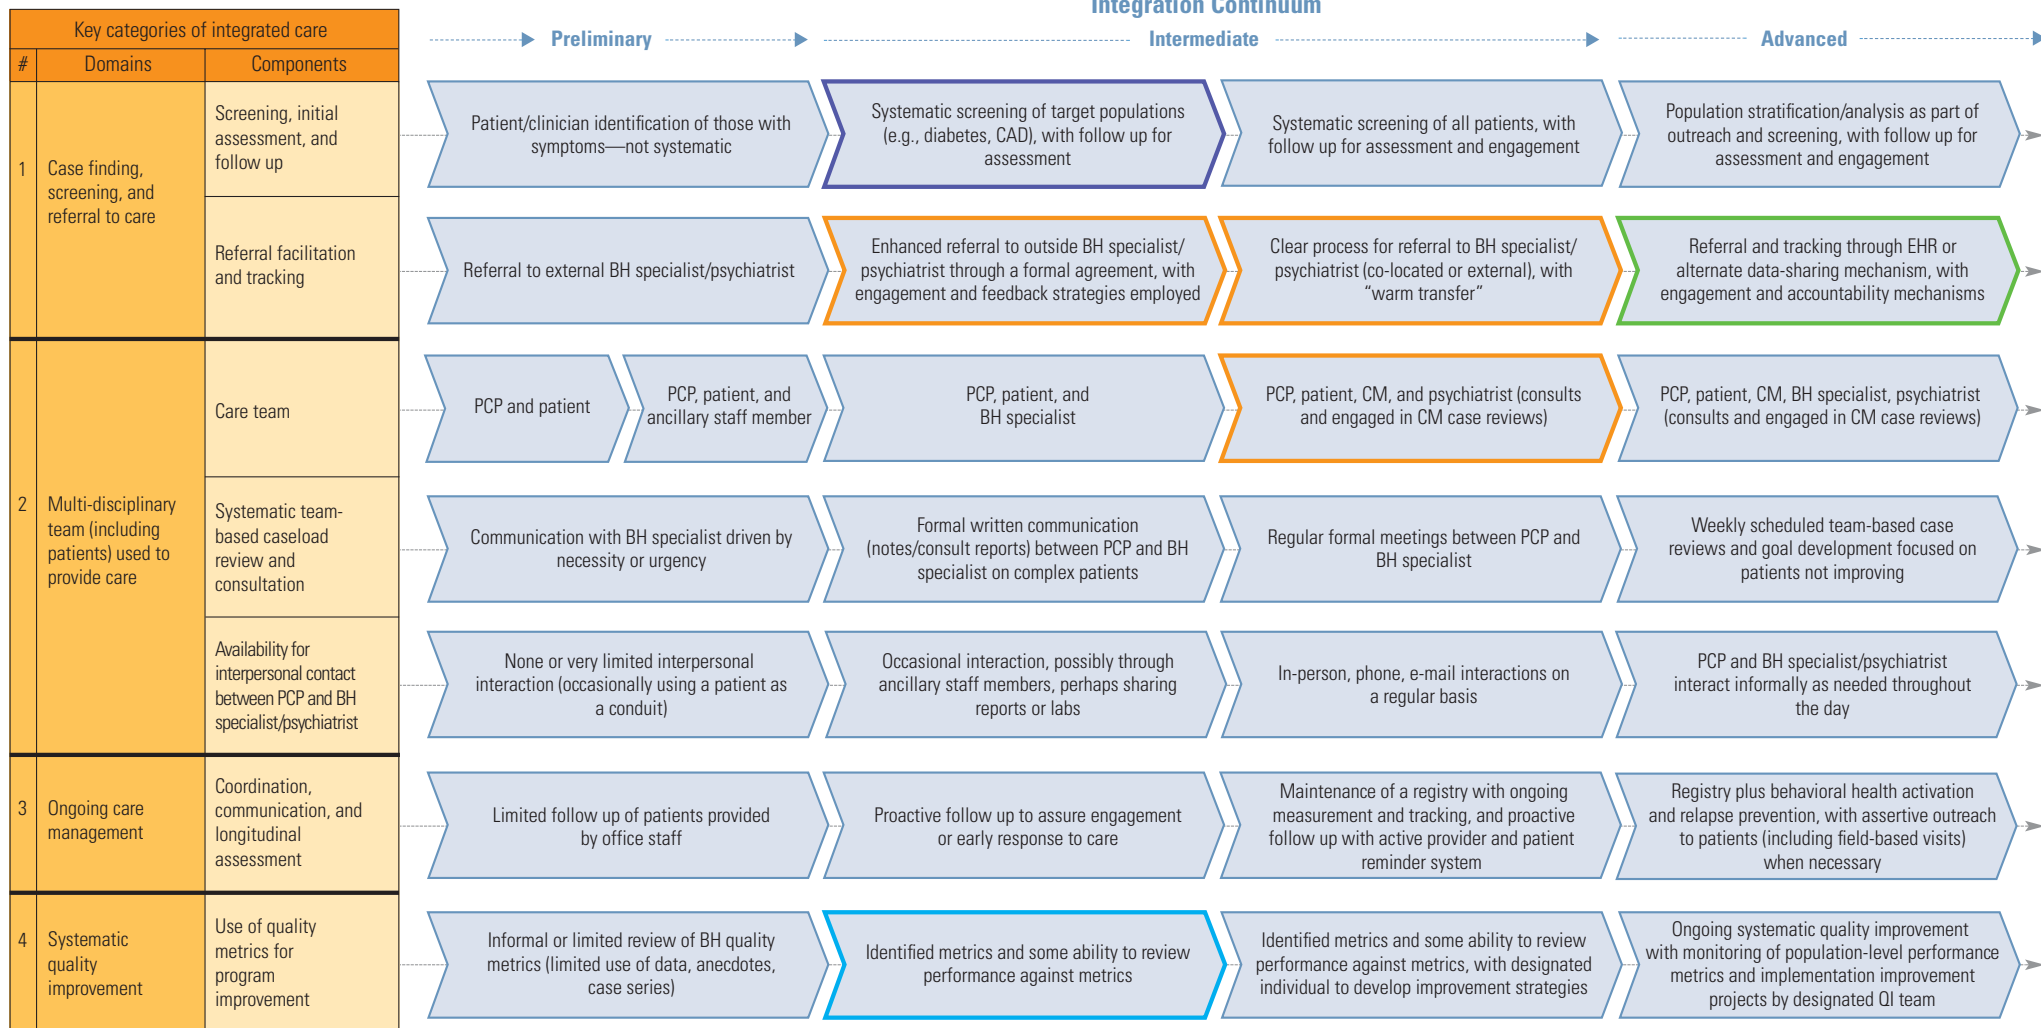 Integration Continuum
Key categories of integrated care
Preliminary
Intermediate
Advanced
#
Domains
Components
1
Case finding,
screening, and
referral to care
Screening, initial
assessment, and
follow up
Patient/clinician identification of those with
symptoms—not systematic
Systematic screening of target populations
(e.g., diabetes, CAD), with follow up for
assessment
Systematic screening of all patients, with
follow up for assessment and engagement
Population stratification/analysis as part of
outreach and screening, with follow up for
assessment and engagement
Referral facilitation
and tracking
Referral to external BH specialist/psychiatrist
Enhanced referral to outside BH specialist/
psychiatrist through a formal agreement, with
engagement and feedback strategies employed
Clear process for referral to BH specialist/
psychiatrist (co-located or external), with
“warm transfer”
Referral and tracking through EHR or
alternate data-sharing mechanism, with
engagement and accountability mechanisms
2
Multi-disciplinary
team (including
patients) used to
provide care
Care team
PCP and patient
PCP, patient, and
ancillary staff member
PCP, patient, and
BH specialist
PCP, patient, CM, and psychiatrist (consults
and engaged in CM case reviews)
PCP, patient, CM, BH specialist, psychiatrist
(consults and engaged in CM case reviews)
Systematic team-
based caseload
review and
consultation
Communication with BH specialist driven by
necessity or urgency
Formal written communication
(notes/consult reports) between PCP and BH
specialist on complex patients
Regular formal meetings between PCP and
BH specialist
Weekly scheduled team-based case
reviews and goal development focused on
patients not improving
Availability for
interpersonal contact
between PCP and BH
specialist/psychiatrist
None or very limited interpersonal
interaction (occasionally using a patient as
a conduit)
Occasional interaction, possibly through
ancillary staff members, perhaps sharing
reports or labs
In-person, phone, e-mail interactions on
a regular basis
PCP and BH specialist/psychiatrist
interact informally as needed throughout
the day
3
Ongoing care
management
Coordination,
communication, and
longitudinal
assessment
Limited follow up of patients provided
by office staff
Proactive follow up to assure engagement
or early response to care
Maintenance of a registry with ongoing
measurement and tracking, and proactive
follow up with active provider and patient
reminder system
Registry plus behavioral health activation
and relapse prevention, with assertive outreach
to patients (including field-based visits)
when necessary
4
Systematic
quality
improvement
Use of quality
metrics for
program
improvement
Informal or limited review of BH quality
metrics (limited use of data, anecdotes,
case series)
Identified metrics and some ability to review
performance against metrics
Identified metrics and some ability to review
performance against metrics, with designated
individual to develop improvement strategies
Ongoing systematic quality improvement
with monitoring of population-level performance
metrics and implementation improvement
projects by designated QI team